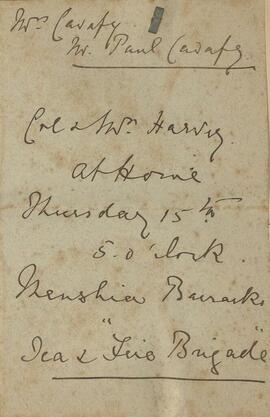 Mrs Cavafy
Mr. Paul Cavafy
Col & Mrs Harvey
At Home
Thursday 15th
5. o'clock.
Menshia Barracks
Tea & "Fire Brigade"